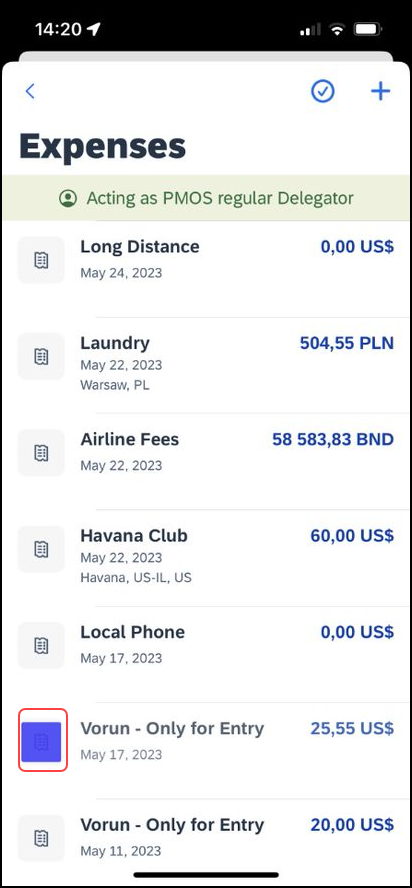 14:20
Expenses
Acting as PMOS regular Delegator
Long Distance 0,00 US$
May 24, 2023
Laundry 504,55 PLN
May 22, 2023
Warsaw, PL
Airline Fees 58 583,83 BND
May 22, 2023
Havana Club 60,00 US$
May 22, 2023
Havana, US-IL, US
Local Phone 0,00 US$
May 17, 2023
Vorun - Only for Entry 25,55 US$
May 17, 2023
Vorun - Only for Entry 20,00 US$
May 11, 2023